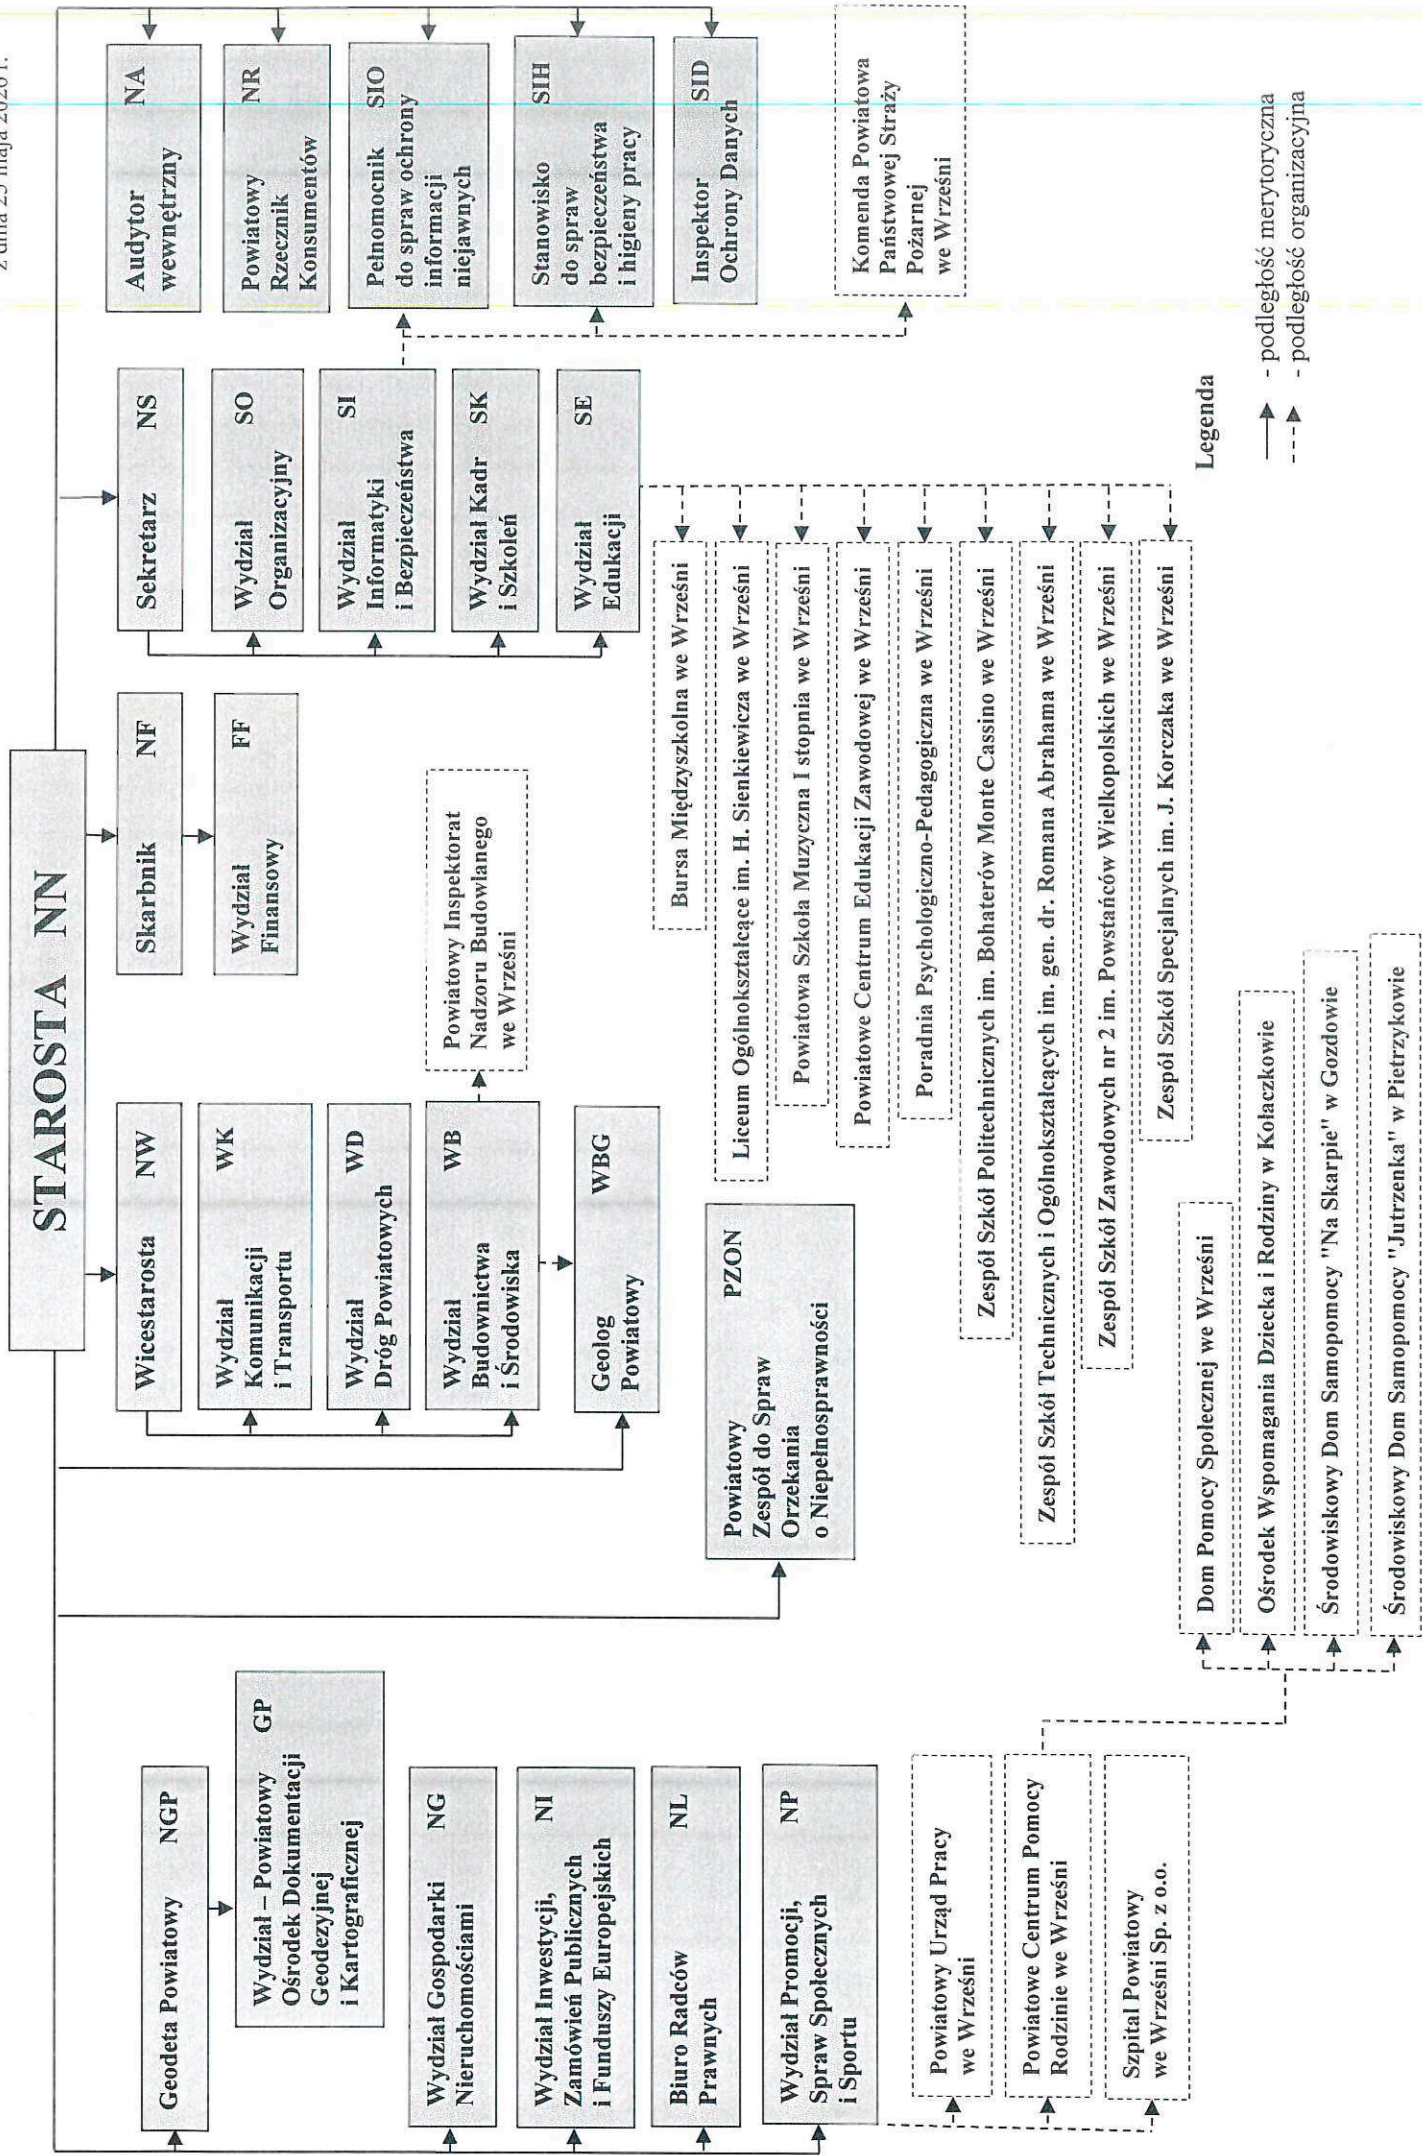 z dnia 25 maja 2020 r.
STAROSTA NN
Geodeta Powiatowy NGP
Wydział – Powiatowy GP
Ośrodek Dokumentacji
Geodezyjnej
i Kartograficznej
Wydział Gospodarki NG
Nieruchomościami
Wydział Inwestycji, NI
Zamówień Publicznych
i Funduszy Europejskich
Biuro Radców NL
Prawnych
Wydział Promocji, NP
Spraw Społecznych
i Sportu
Powiatowy Urząd Pracy
we Wrześni
Powiatowe Centrum Pomocy
Rodzinie we Wrześni
Szpital Powiatowy
we Wrześni Sp. z o.o.
Powiatowy PZON
Zespół do Spraw
Orzekania
o Niepełnosprawności
Dom Pomocy Społecznej we Wrześni
Ośrodek Wspomagania Dziecka i Rodziny w Kołaczkowie
Środowiskowy Dom Samopomocy "Na Skarpie" w Gozdowie
Środowiskowy Dom Samopomocy "Jutrzenka" w Pietrzykowie
Wicestarosta NW
Wydział WK
Komunikacji
i Transportu
Wydział WD
Dróg Powiatowych
Wydział WB
Budownictwa
i Środowiska
Geolog WBG
Powiatowy
Powiatowy Inspektorat
Nadzoru Budowlanego
we Wrześni
Skarbnik NF
Wydział FF
Finansowy
Sekretarz NS
Wydział SO
Organizacyjny
Wydział SI
Informatyki
i Bezpieczeństwa
Wydział Kadr SK
i Szkoleń
Wydział SE
Edukacji
Bursa Międzyszkolna we Wrześni
Liceum Ogólnokształcące im. H. Sienkiewicza we Wrześni
Powiatowa Szkoła Muzyczna I stopnia we Wrześni
Powiatowe Centrum Edukacji Zawodowej we Wrześni
Poradnia Psychologiczno-Pedagogiczna we Wrześni
Zespół Szkół Politechnicznych im. Bohaterów Monte Cassino we Wrześni
Zespół Szkół Technicznych i Ogólnokształcących im. gen. dr. Romana Abrahama we Wrześni
Zespół Szkół Zawodowych nr 2 im. Powstańców Wielkopolskich we Wrześni
Zespół Szkół Specjalnych im. J. Korczaka we Wrześni
Audytor NA
wewnętrzny
Powiatowy NR
Rzecznik
Konsumentów
Pełnomocnik SIO
do spraw ochrony
informacji
niejawnych
Stanowisko SIH
do spraw
bezpieczeństwa
i higieny pracy
Inspektor SID
Ochrony Danych
Komenda Powiatowa
Państwowej Straży
Pożarnej
we Wrześni
Legenda
- podległość merytoryczna
- podległość organizacyjna